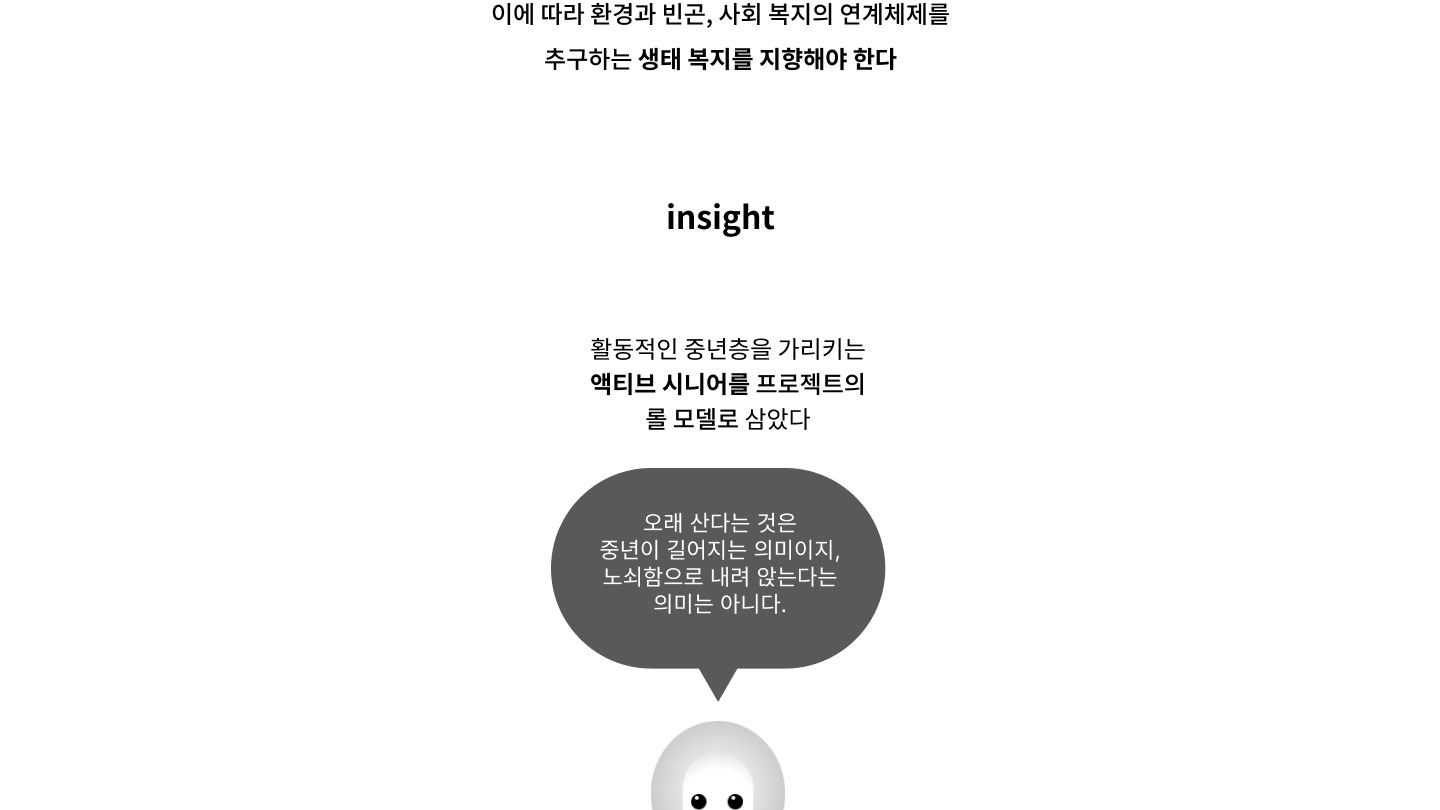 이에 따라 환경과 빈곤, 사회 복지의 연계체제를
추구하는 생태 복지를 지향해야 한다
insight
활동적인 중년층을 가리키는
액티브 시니어를 프로젝트의
롤 모델로 삼았다
오래 산다는 것은
중년이 길어지는 의미이지,
노쇠함으로 내려 앉는다는
의미는 아니다.